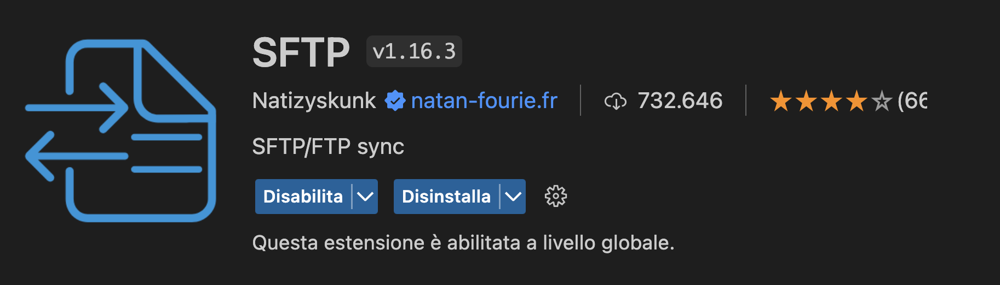 SFTP v1.16.3
Natizyskunk natan-fourie.fr 732.646
SFTP/FTP sync
Disabilita Disinstalla
Questa estensione è abilitata a livello globale.